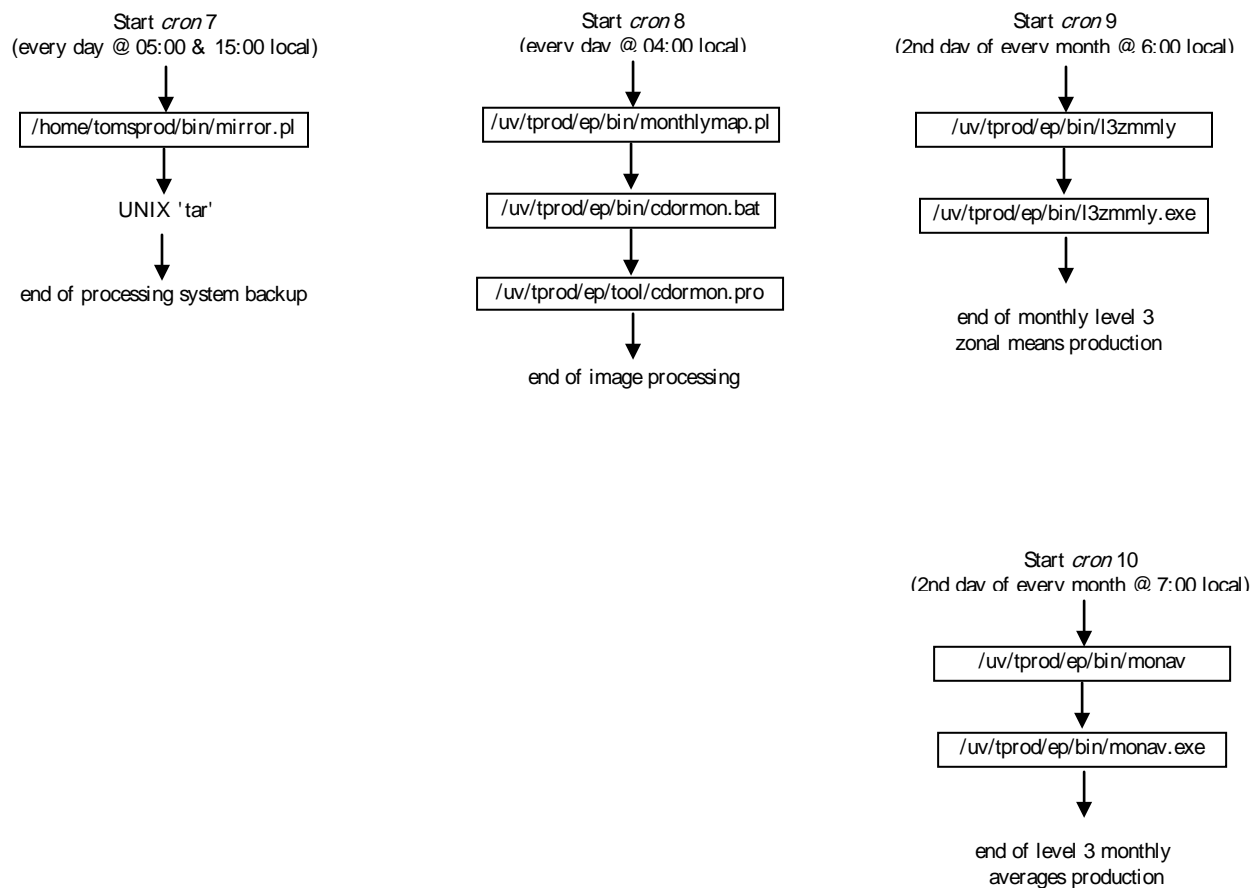 Start cron 7
(every day @ 05:00 & 15:00 local)
/home/tomsprod/bin/mirror.pl
UNIX 'tar'
end of processing system backup
Start cron 8
(every day @ 04:00 local)
/uv/tprod/ep/bin/monthlymap.pl
/uv/tprod/ep/bin/cdormon.bat
/uv/tprod/ep/tool/cdormon.pro
end of image processing
Start cron 9
(2nd day of every month @ 6:00 local)
/uv/tprod/ep/bin/l3zmmly
/uv/tprod/ep/bin/l3zmmly.exe
end of monthly level 3
zonal means production
Start cron 10
(2nd day of every month @ 7:00 local)
/uv/tprod/ep/bin/monav
/uv/tprod/ep/bin/monav.exe
end of level 3 monthly
averages production